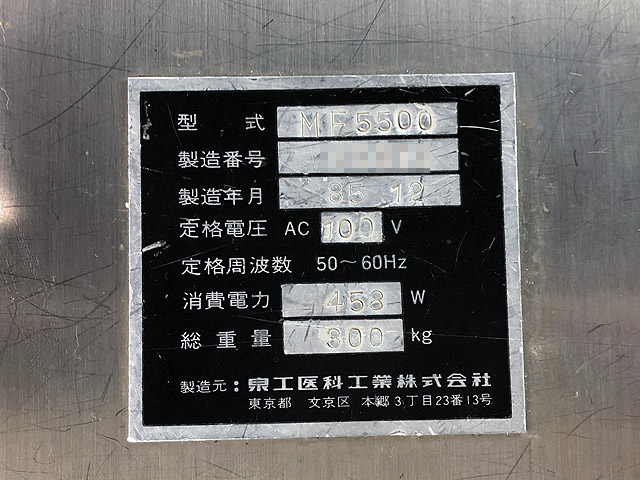 型 式 MF5500
製造番号
製造年月 85 12
定格電圧 AC 100 V
定格周波数 50～60Hz
消費電力 458 W
総重量 300 kg
製造元：泉工医科工業株式会社
東京都 文京区 本郷3丁目23番13号